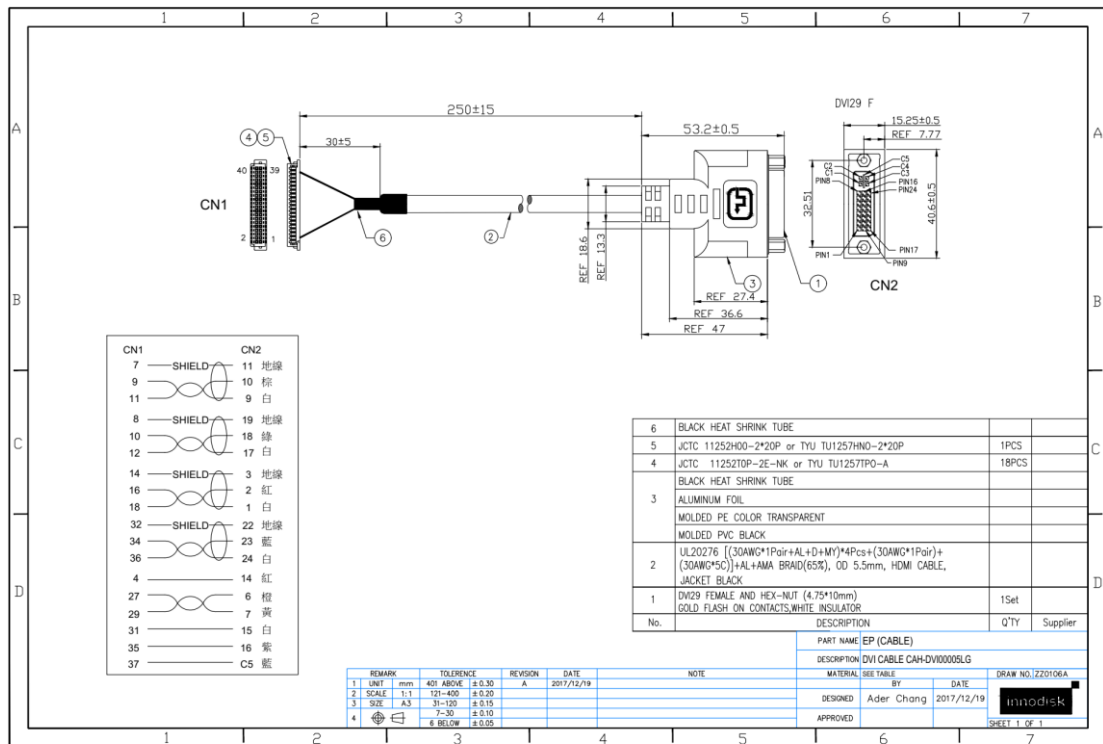 1 2 3 4 5 6 7
A
B
C
D
250±15
30±5
4 5
40 39
2 1
CN1
6
2
53.2±0.5
REF 18.6
REF 13.3
3
1
REF 27.4
REF 36.6
REF 47
DVI29 F
15.25±0.5
REF 7.77
C2
C1
PIN8
C5
C4
C3
PIN16
PIN24
32.51
40.6±0.5
PIN1
PIN17
PIN9
CN2
CN1 CN2
7 SHIELD 11 地線
9 10 棕
11 9 白
8 SHIELD 19 地線
10 18 綠
12 17 白
14 SHIELD 3 地線
16 2 紅
18 1 白
32 SHIELD 22 地線
34 23 藍
36 24 白
4 14 紅
27 6 橙
29 7 黃
31 15 白
35 16 紫
37 C5 藍
6 BLACK HEAT SHRINK TUBE
5 JCTC 11252H00-2*20P or TYU TU1257HNO-2*20P 1PCS
4 JCTC 11252T0P-2E-NK or TYU TU1257TPO-A 18PCS
3 BLACK HEAT SHRINK TUBE
ALUMINUM FOIL
MOLDED PE COLOR TRANSPARENT
MOLDED PVC BLACK
2 UL20276 [(30AWG*1Pair+AL+D+MY)*4Pcs+(30AWG*1Pair)+
(30AWG*5C)]+AL+AMA BRAID(65%), OD 5.5mm, HDMI CABLE,
JACKET BLACK
1 DVI29 FEMALE AND HEX-NUT (4.75*10mm)
GOLD FLASH ON CONTACTS,WHITE INSULATOR 1Set
No. DESCRIPTION Q'TY Supplier
PART NAME EP (CABLE)
DESCRIPTION DVI CABLE CAH-DVI00005LG
MATERIAL SEE TABLE DRAW NO. ZZ0106A
BY DATE
DESIGNED Ader Chang 2017/12/19
APPROVED
innodisk
SHEET 1 OF 1
REMARK TOLERENCE REVISION DATE NOTE
1 UNIT mm 401 ABOVE ±0.30 A 2017/12/19
2 SCALE 1:1 121-400 ±0.20
3 SIZE A3 31-120 ±0.15
4 7-30 ±0.10
6 BELOW ±0.05
A
B
C
D
1 2 3 4 5 6 7